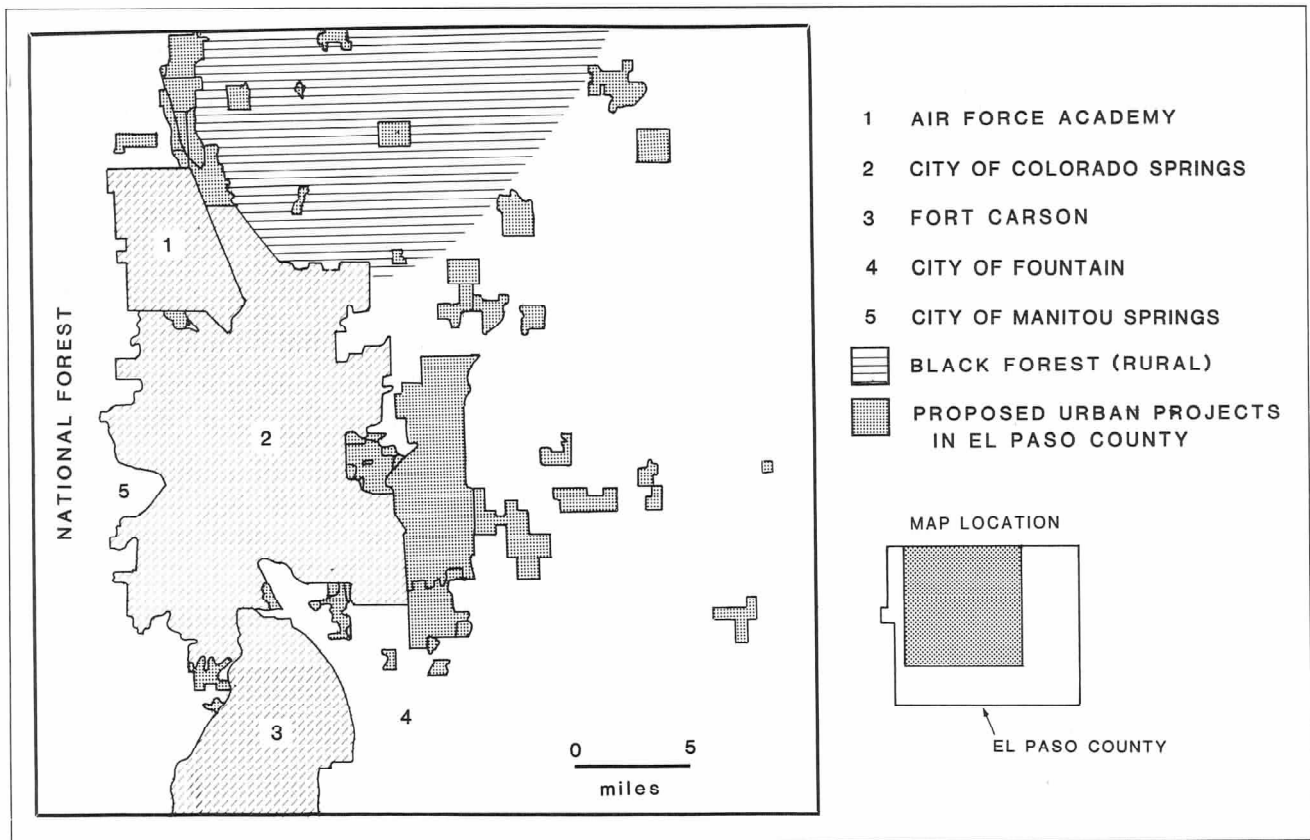 NATIONAL FOREST
1
2
3
4
5
0 5
miles
1 AIR FORCE ACADEMY
2 CITY OF COLORADO SPRINGS
3 FORT CARSON
4 CITY OF FOUNTAIN
5 CITY OF MANITOU SPRINGS
BLACK FOREST (RURAL)
PROPOSED URBAN PROJECTS
IN EL PASO COUNTY
MAP LOCATION
EL PASO COUNTY